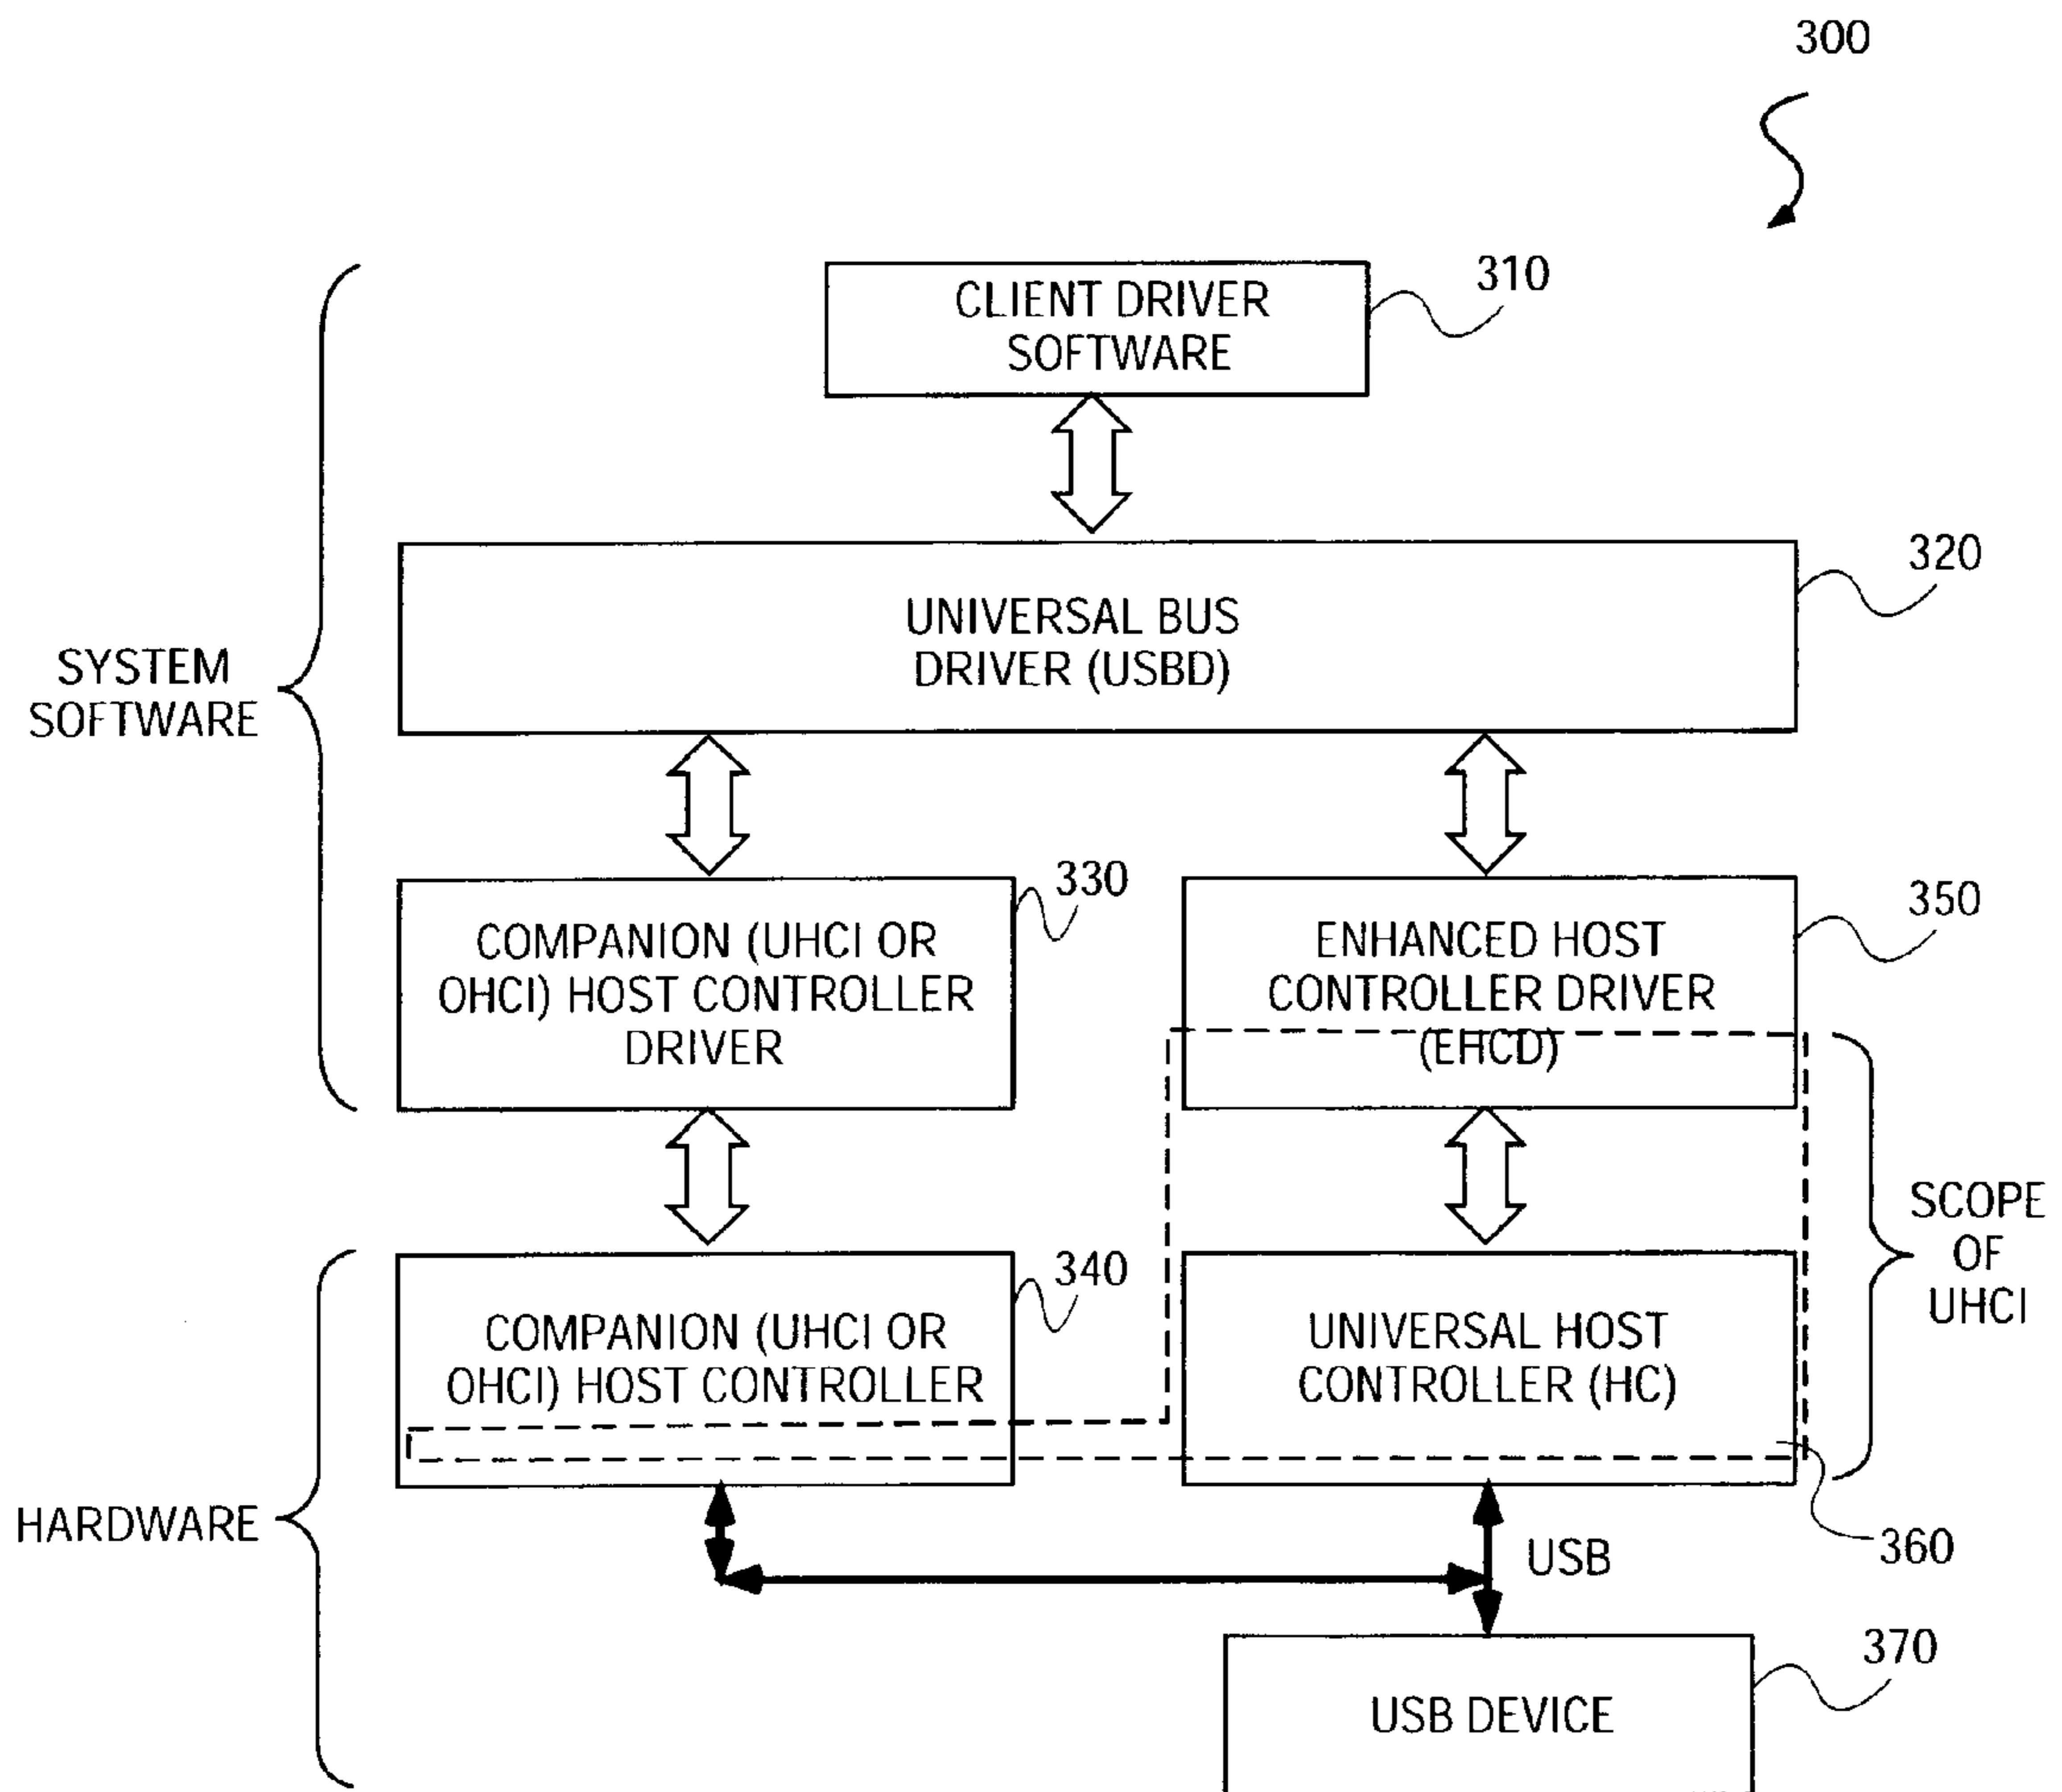 300
310
CLIENT DRIVER
SOFTWARE
320
UNIVERSAL BUS
DRIVER (USBD)
SYSTEM
SOFTWARE
330
COMPANION (UHCI OR
OHCI) HOST CONTROLLER
DRIVER
350
ENHANCED HOST
CONTROLLER DRIVER
(EHCD)
SCOPE
OF
UHCI
340
COMPANION (UHCI OR
OHCI) HOST CONTROLLER
UNIVERSAL HOST
CONTROLLER (HC)
360
HARDWARE
USB
370
USB DEVICE